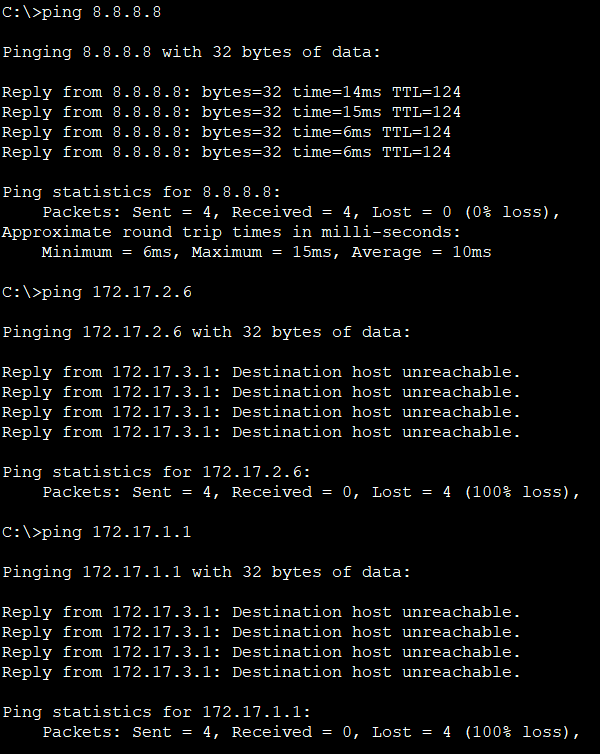 C:\>ping 8.8.8.8
Pinging 8.8.8.8 with 32 bytes of data:
Reply from 8.8.8.8: bytes=32 time=14ms TTL=124
Reply from 8.8.8.8: bytes=32 time=15ms TTL=124
Reply from 8.8.8.8: bytes=32 time=6ms TTL=124
Reply from 8.8.8.8: bytes=32 time=6ms TTL=124
Ping statistics for 8.8.8.8:
    Packets: Sent = 4, Received = 4, Lost = 0 (0% loss),
Approximate round trip times in milli-seconds:
    Minimum = 6ms, Maximum = 15ms, Average = 10ms
C:\>ping 172.17.2.6
Pinging 172.17.2.6 with 32 bytes of data:
Reply from 172.17.3.1: Destination host unreachable.
Reply from 172.17.3.1: Destination host unreachable.
Reply from 172.17.3.1: Destination host unreachable.
Reply from 172.17.3.1: Destination host unreachable.
Ping statistics for 172.17.2.6:
    Packets: Sent = 4, Received = 0, Lost = 4 (100% loss),
C:\>ping 172.17.1.1
Pinging 172.17.1.1 with 32 bytes of data:
Reply from 172.17.3.1: Destination host unreachable.
Reply from 172.17.3.1: Destination host unreachable.
Reply from 172.17.3.1: Destination host unreachable.
Reply from 172.17.3.1: Destination host unreachable.
Ping statistics for 172.17.1.1:
    Packets: Sent = 4, Received = 0, Lost = 4 (100% loss),